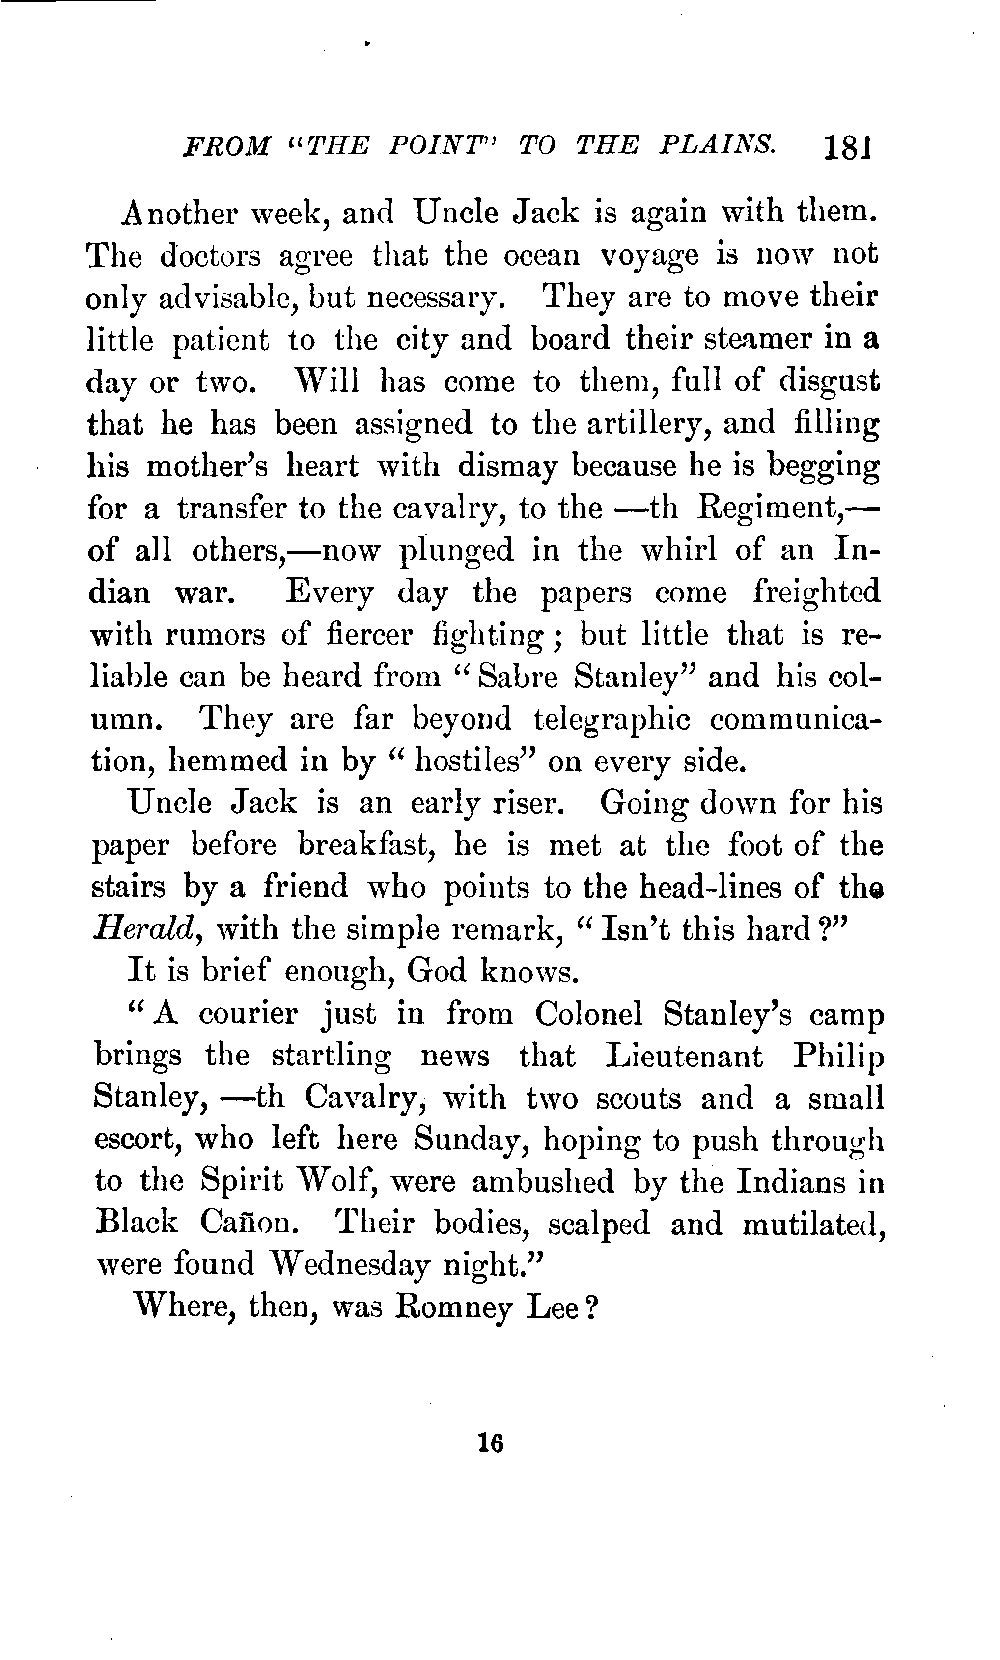 FROM "THE POINT" TO THE PLAINS. 181
Another week, and Uncle Jack is again with them.
The doctors agree that the ocean voyage is now not
only advisable, but necessary. They are to move their
little patient to the city and board their steamer in a
day or two. Will has come to them, full of disgust
that he has been assigned to the artillery, and filling
his mother's heart with dismay because he is begging
for a transfer to the cavalry, to the —th Regiment,—
of all others,—now plunged in the whirl of an In-
dian war. Every day the papers come freighted
with rumors of fiercer fighting; but little that is re-
liable can be heard from "Sabre Stanley" and his col-
umn. They are far beyond telegraphic communica-
tion, hemmed in by "hostiles" on every side.
Uncle Jack is an early riser. Going down for his
paper before breakfast, he is met at the foot of the
stairs by a friend who points to the head-lines of the
Herald, with the simple remark, "Isn't this hard?"
It is brief enough, God knows.
"A courier just in from Colonel Stanley's camp
brings the startling news that Lieutenant Philip
Stanley, —th Cavalry, with two scouts and a small
escort, who left here Sunday, hoping to push through
to the Spirit Wolf, were ambushed by the Indians in
Black Cañon. Their bodies, scalped and mutilated,
were found Wednesday night."
Where, then, was Romney Lee?
16